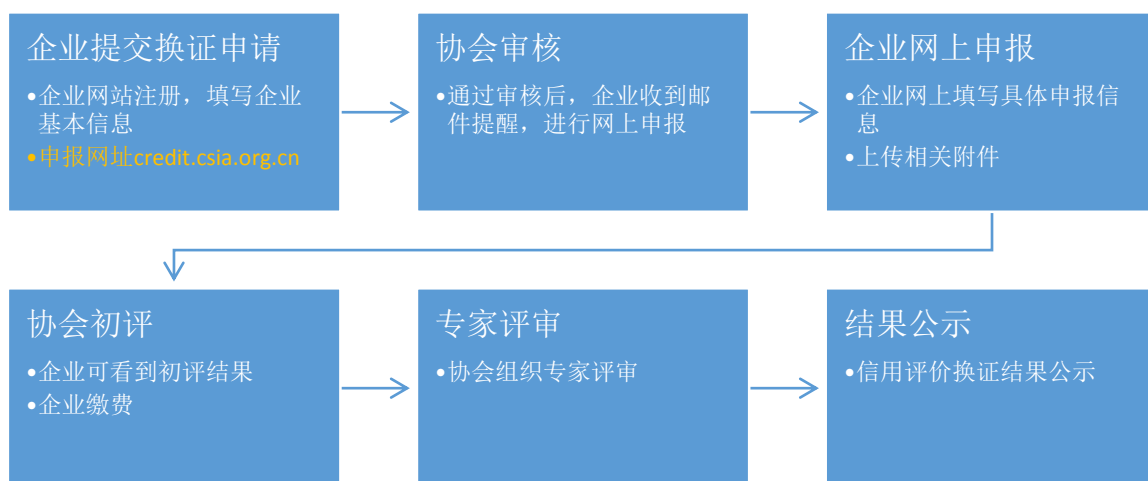 企业提交换证申请
•企业网站注册，填写企业
基本信息
•申报网址credit.csia.org.cn
协会审核
•通过审核后，企业收到邮
件提醒，进行网上申报
企业网上申报
•企业网上填写具体申报信
息
•上传相关附件
协会初评
•企业可看到初评结果
•企业缴费
专家评审
•协会组织专家评审
结果公示
•信用评价换证结果公示